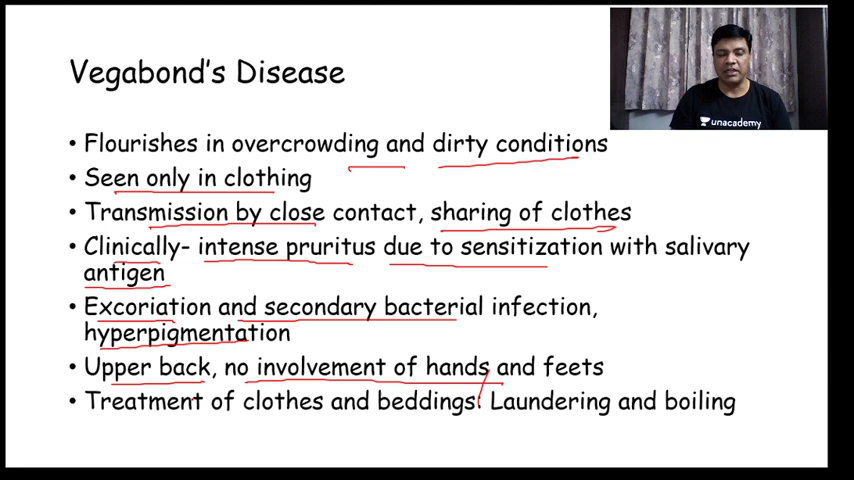 Vegabond's Disease
unacademy
• Flourishes in overcrowding and dirty conditions
• Seen only in clothing
• Transmission by close contact, sharing of clothes
• Clinically- intense pruritus due to sensitization with salivary
antigen
• Excoriation and secondary bacterial infection,
hyperpigmentation
• Upper back, no involvement of hands and feets
• Treatment of clothes and beddings. Laundering and boiling